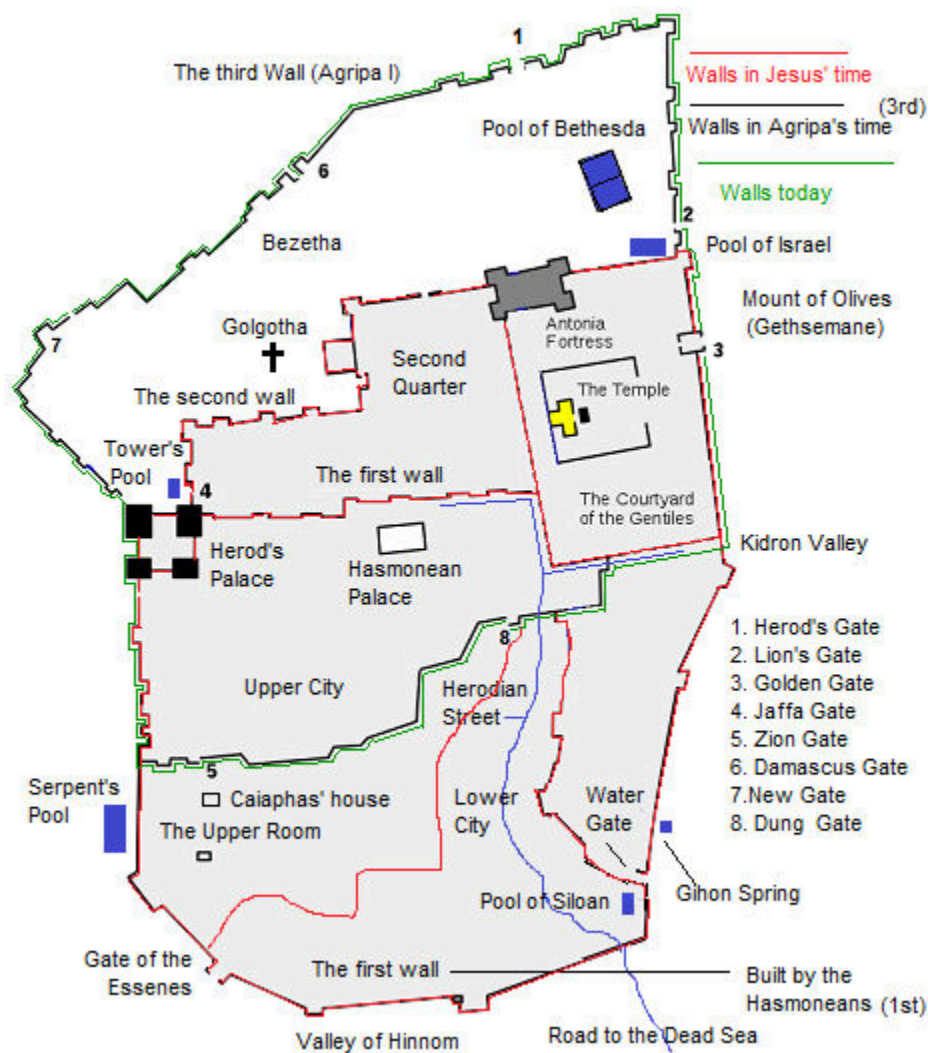 1
The third Wall (Agripa I)
Walls in Jesus' time
(3rd)
Walls in Agripa's time
Pool of Bethesda
6
Walls today
2
Bezetha
Pool of Israel
Mount of Olives
(Gethsemane)
Golgotha
Antonia
Fortress
7
3
Second
Quarter
The Temple
The second wall
Tower's
Pool
The first wall
4
The Courtyard
of the Gentiles
Herod's
Palace
Hasmonean
Palace
Kidron Valley
8
1. Herod's Gate
2. Lion's Gate
3. Golden Gate
4. Jaffa Gate
5. Zion Gate
6. Damascus Gate
7.New Gate
8. Dung Gate
Upper City
Herodian
Street
5
Serpent's
Pool
Caiaphas' house
The Upper Room
Lower
City
Water
Gate
Pool of Siloan
Gihon Spring
Gate of the
Essenes
The first wall
Built by the
Hasmoneans (1st)
Valley of Hinnom
Road to the Dead Sea